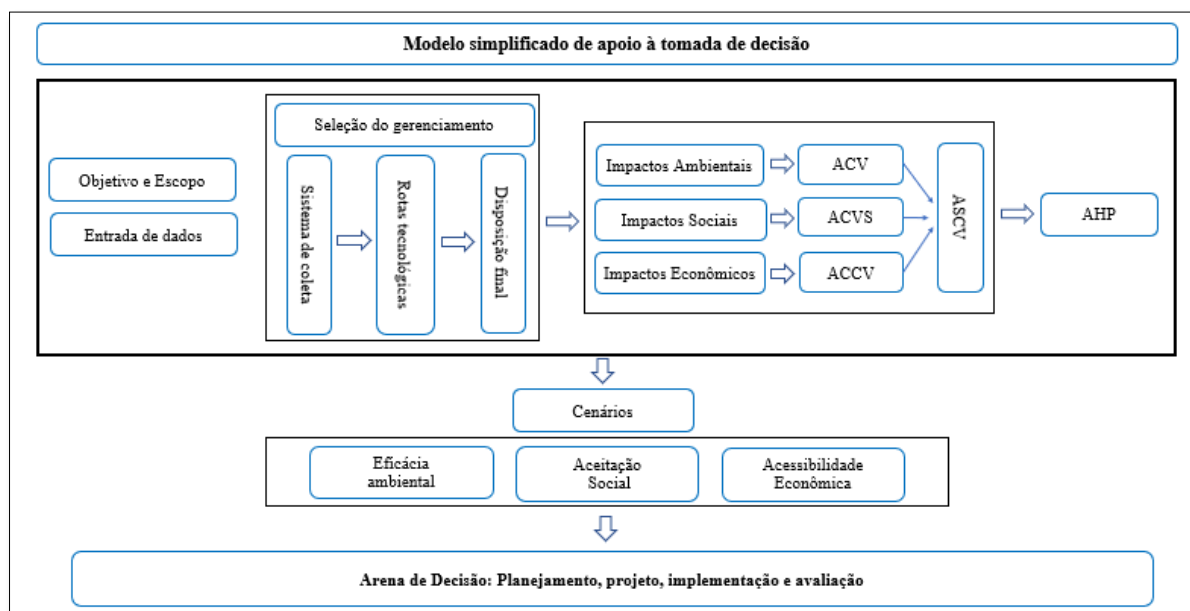 Modelo simplificado de apoio à tomada de decisão
Objetivo e Escopo
Entrada de dados
Seleção do gerenciamento
Sistema de coleta
Rotas tecnológicas
Disposição final
Impactos Ambientais
ACV
Impactos Sociais
ACVS
Impactos Econômicos
ACCV
ASCV
AHP
Cenários
Eficácia
ambiental
Aceitação
Social
Acessibilidade
Econômica
Arena de Decisão: Planejamento, projeto, implementação e avaliação